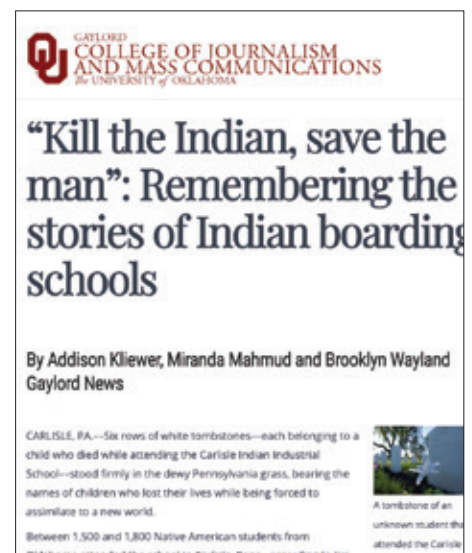 GAYLORD
COLLEGE OF JOURNALISM
AND MASS COMMUNICATIONS
The UNIVERSITY of OKLAHOMA
“Kill the Indian, save the
man”: Remembering the
stories of Indian boarding
schools
By Addison Kliewer, Miranda Mahmud and Brooklyn Wayland
Gaylord News
CARLISLE, PA.---Six rows of white tombstones---each belonging to a
child who died while attending the Carlisle Indian Industrial
School---stood firmly in the dewy Pennsylvania grass, bearing the
names of children who lost their lives while being forced to
assimilate to a new world.
Between 1,500 and 1,800 Native American students from
A tombstone of an
unknown student
attended the Carlisle